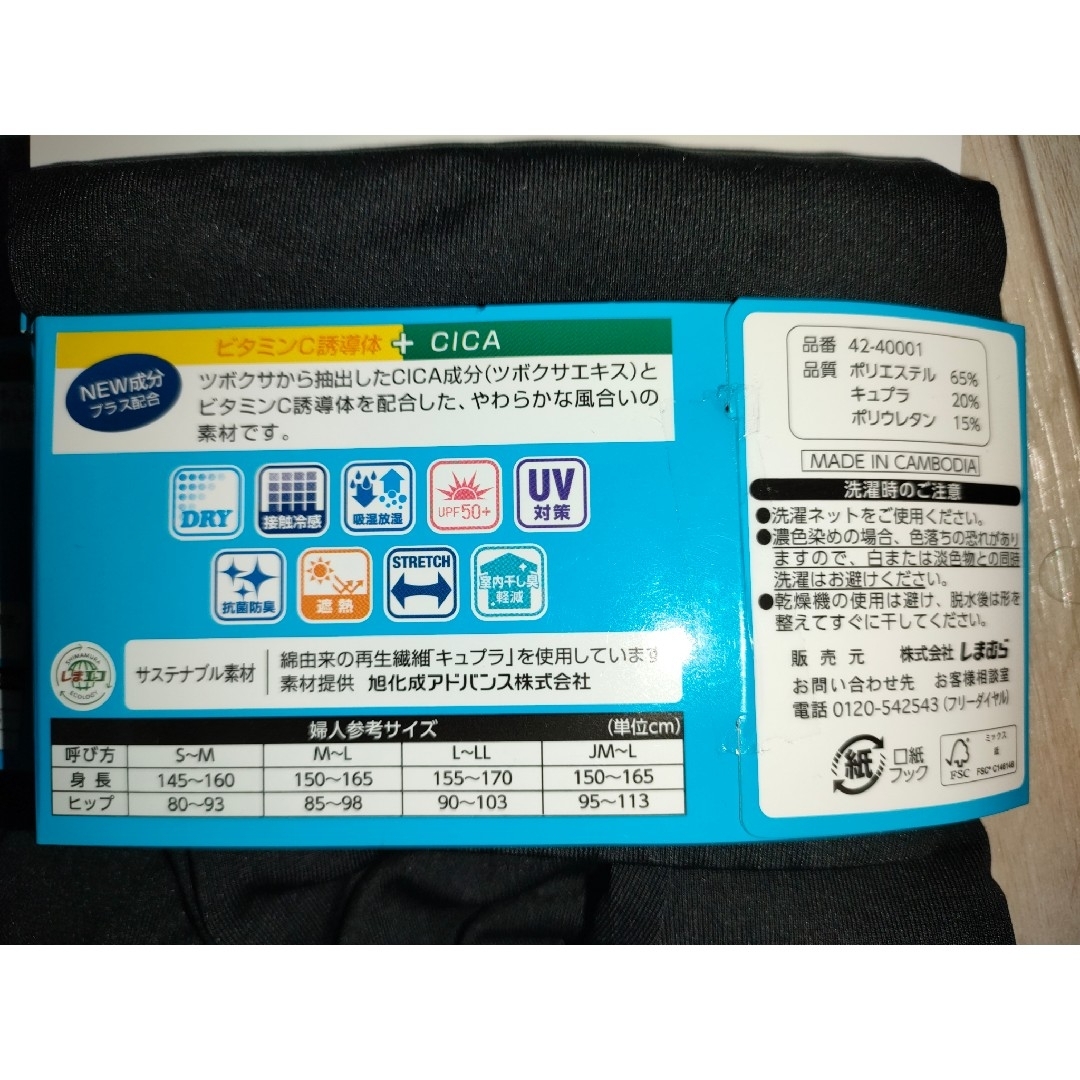 ビタミンC誘導体 + CICA
NEW成分
プラス配合
ツボクサから抽出したCICA成分(ツボクサエキス)と
ビタミンC誘導体を配合した、やわらかな風合いの
素材です。
DRY
接触冷感
吸湿放湿
UPF50+
UV
対策
抗菌防臭
遮熱
STRETCH
室内干し臭
軽減
SHIMAMURA
しまエコ
ECOLOGY
サステナブル素材
綿由来の再生繊維「キュプラ」を使用しています
素材提供 旭化成アドバンス株式会社
婦人参考サイズ (単位cm)
呼び方 S〜M M〜L L〜LL JM〜L
身長 145〜160 150〜165 155〜170 150〜165
ヒップ 80〜93 85〜98 90〜103 95〜113
品番 42-40001
品質 ポリエステル 65%
キュプラ 20%
ポリウレタン 15%
MADE IN CAMBODIA
洗濯時のご注意
●洗濯ネットをご使用ください。
●濃色染めの場合、色落ちの恐れがあり
ますので、白または淡色物との同時
洗濯はお避けください。
●乾燥機の使用は避け、脱水後は形を
整えてすぐに干してください。
販売元 株式会社しまむら
お問い合わせ先 お客様相談室
電話 0120-542543 (フリーダイヤル)
紙
口紙
フック
FSC
ミックス
紙